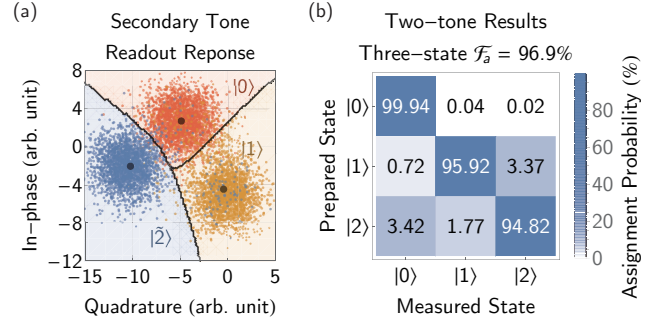 (a)
Secondary Tone
Readout Reponse
In-phase (arb. unit)
8
4
0
−4
−8
−12
|0⟩
|1⟩
|2̃⟩
−15 −10 −5 0 5
Quadrature (arb. unit)
(b)
Two−tone Results
Three−state ℱₐ = 96.9%
Prepared State
|0⟩ 99.94 0.04 0.02
|1⟩ 0.72 95.92 3.37
|2⟩ 3.42 1.77 94.82
|0⟩ |1⟩ |2⟩
Measured State
80
60
40
20
0
Assignment Probability (%)